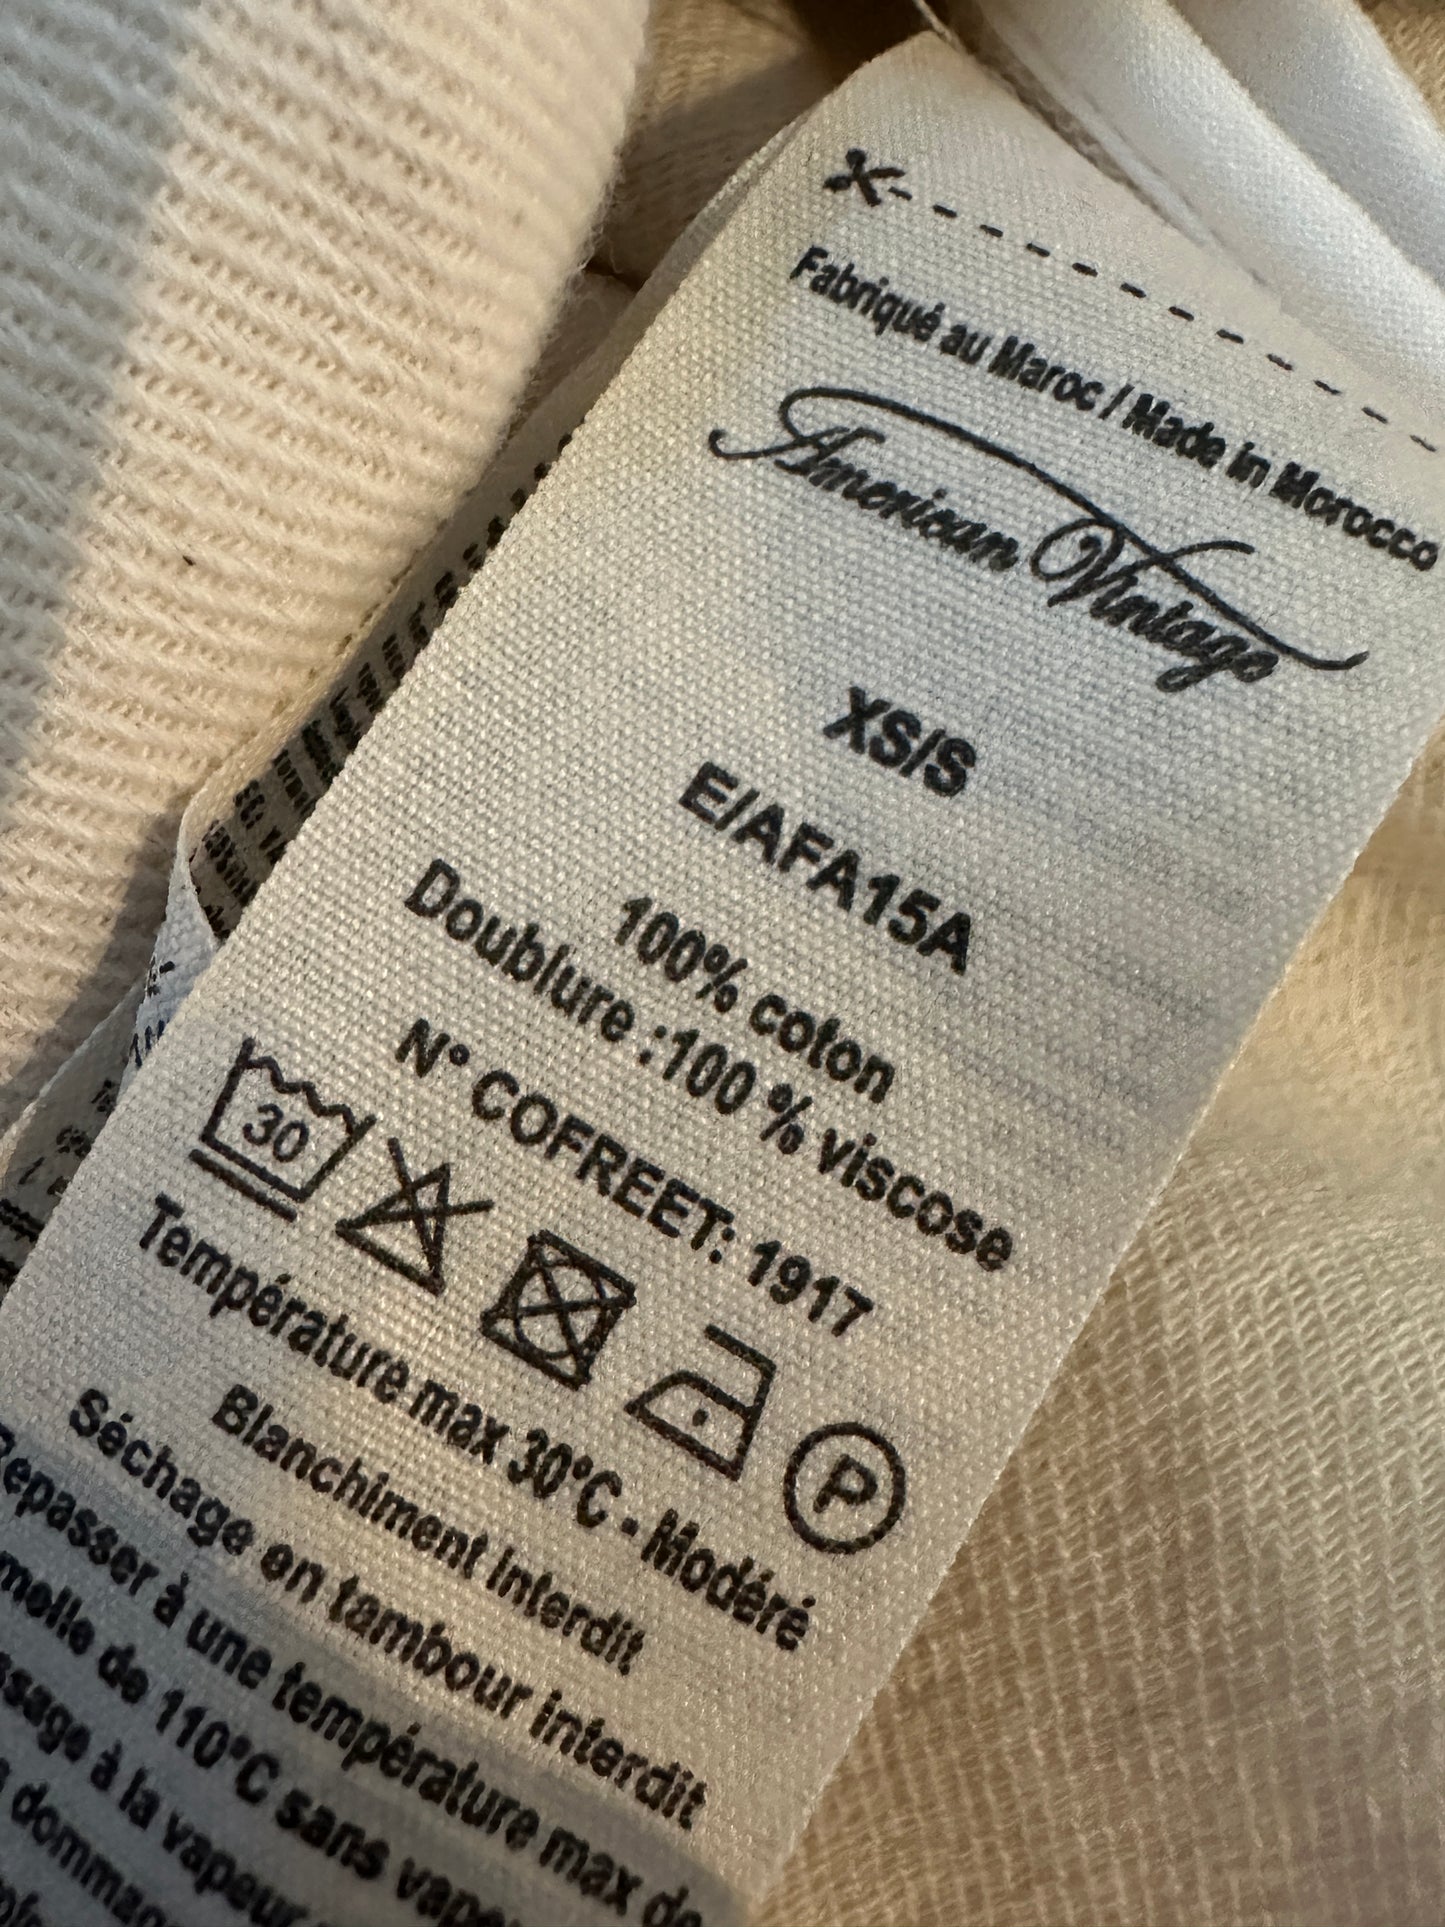 Fabriqué au Maroc / Made in Morocco
American Vintage
XS/S
E/AFA15A
100% coton
Doublure :100 % viscose
N° COFREET: 1917
30
P
Température max 30°C - Modéré
Blanchiment interdit
Séchage en tambour interdit
Repasser à une température max de
semelle de 110°C sans vapeur
à la vapeur